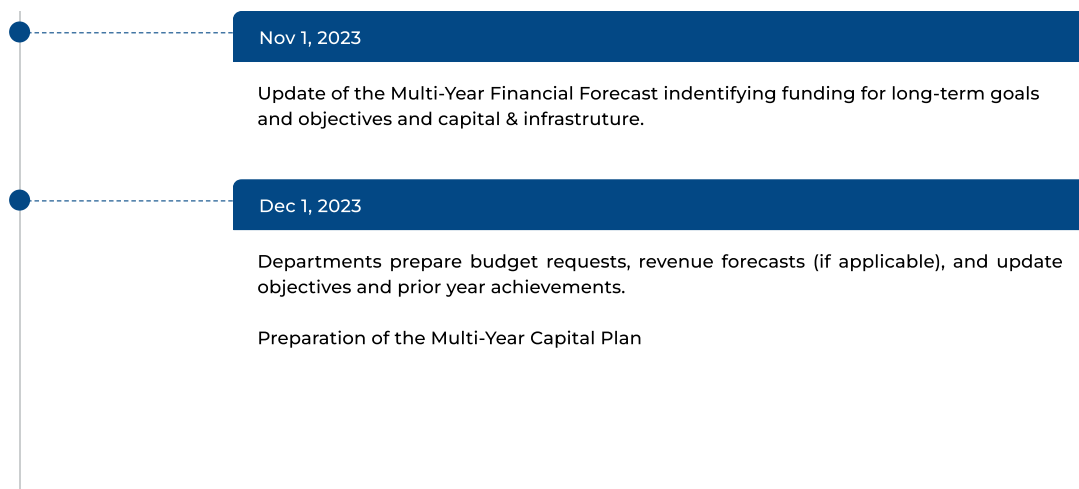 Nov 1, 2023
Update of the Multi-Year Financial Forecast indentifying funding for long-term goals
and objectives and capital & infrastruture.
Dec 1, 2023
Departments prepare budget requests, revenue forecasts (if applicable), and update
objectives and prior year achievements.
Preparation of the Multi-Year Capital Plan